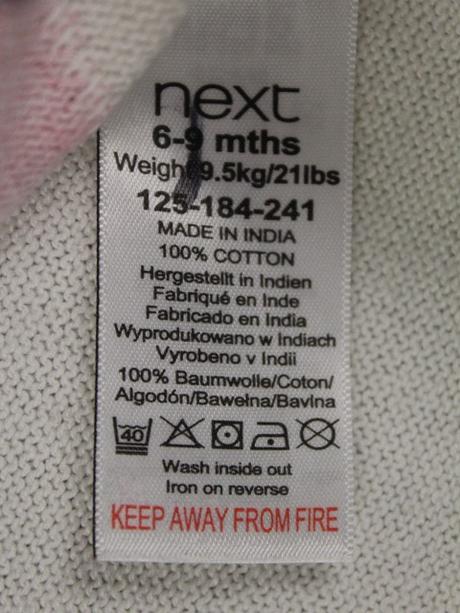 next
6-9 mths
Weight 9.5kg/21lbs
125-184-241
MADE IN INDIA
100% COTTON
Hergestellt in Indien
Fabriqué en Inde
Fabricado en India
Wyprodukowano w Indiach
Vyrobeno v Indii
100% Baumwolle/Coton/
Algodón/Bawełna/Bavlna
40
Wash inside out
Iron on reverse
KEEP AWAY FROM FIRE